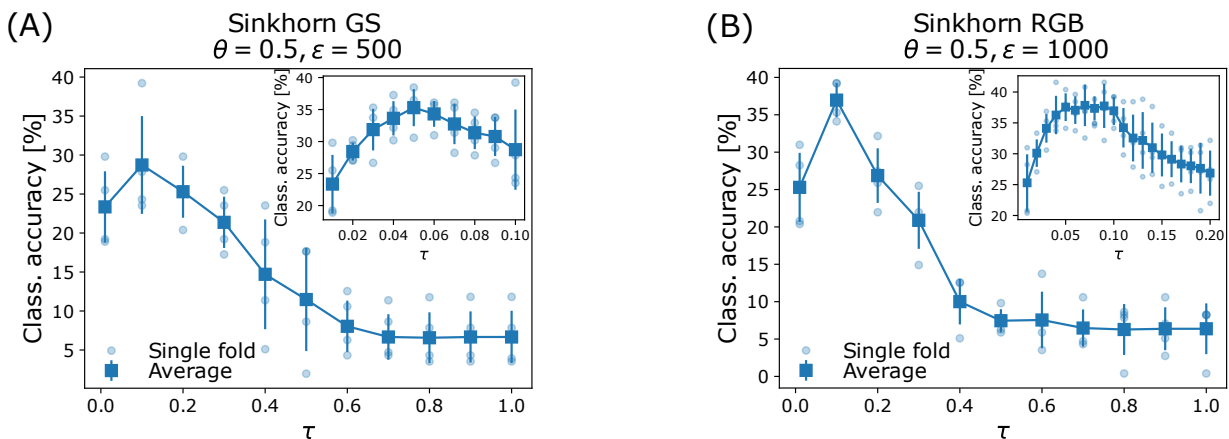 (A)
Sinkhorn GS
θ = 0.5, ε = 500
Class. accuracy [%]
40
35
30
25
20
15
10
5
0.0 0.2 0.4 0.6 0.8 1.0
τ
Single fold
Average
Class. accuracy [%]
40
35
30
25
20
0.02 0.04 0.06 0.08 0.10
τ
(B)
Sinkhorn RGB
θ = 0.5, ε = 1000
Class. accuracy [%]
40
35
30
25
20
15
10
5
0
0.0 0.2 0.4 0.6 0.8 1.0
τ
Single fold
Average
Class. accuracy [%]
40
35
30
25
20
0.05 0.10 0.15 0.20
τ